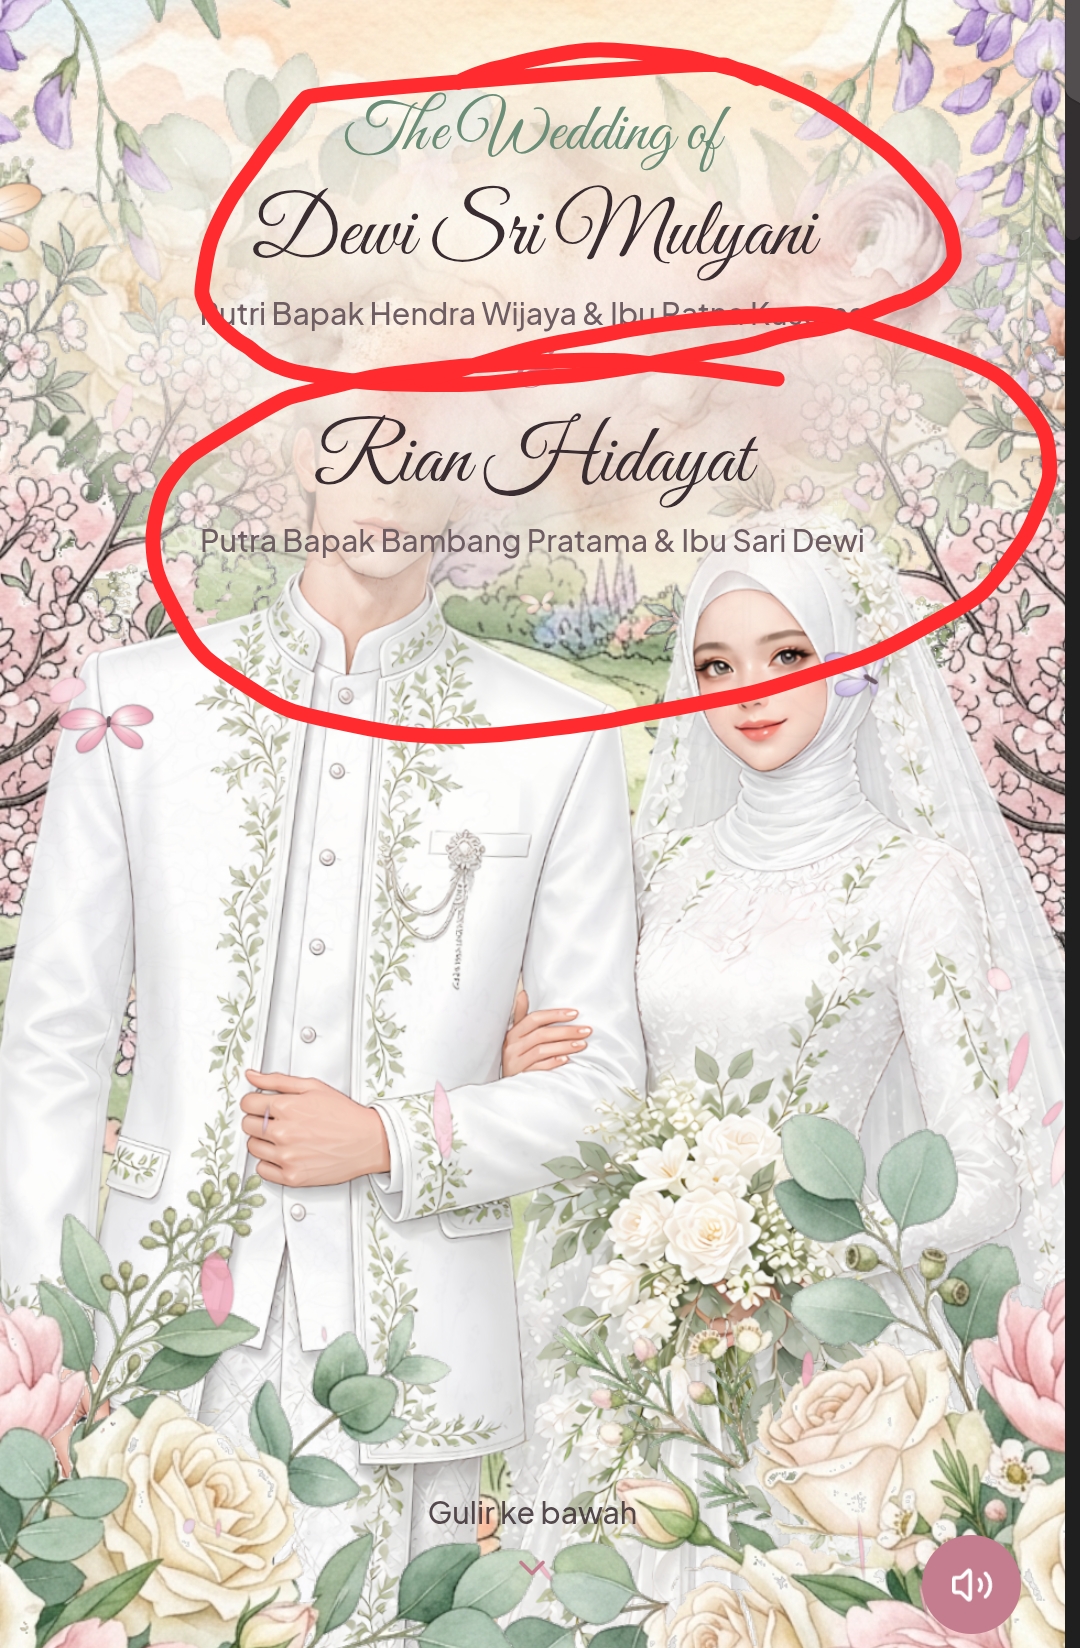 The Wedding of
Dewi Sri Mulyani
Putri Bapak Hendra Wijaya & Ibu Ratna
Rian Hidayat
Putra Bapak Bambang Pratama & Ibu Sari Dewi
Gulir ke bawah